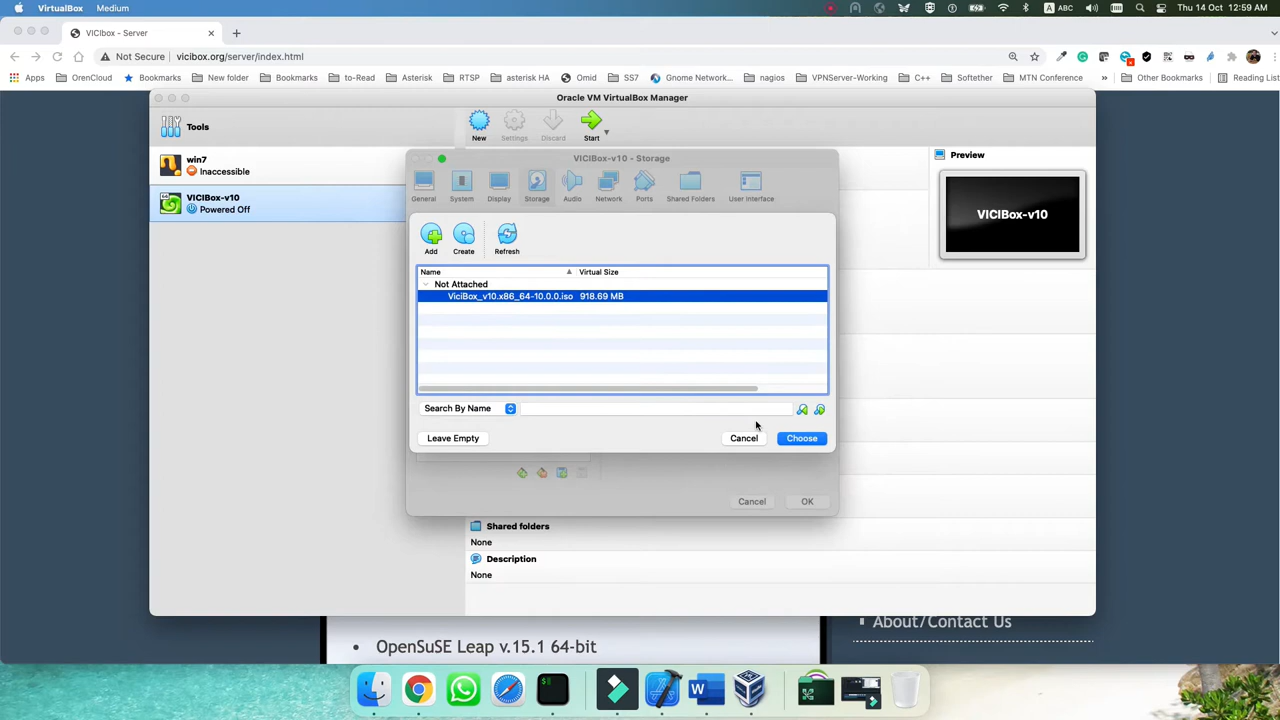 VirtualBox Medium ABC Thu 14 Oct 12:59 AM
VICIbox - Server
Not Secure vicibox.org/server/index.html
Apps OrenCloud Bookmarks New folder Bookmarks to-Read Asterisk RTSP asterisk HA Omid SS7 Gnome Network... nagios VPNServer-Working C++ Softether MTN Conference » Other Bookmarks Reading List
Oracle VM VirtualBox Manager
Tools
New Settings Discard Start
win7
Inaccessible
VICIBox-v10
Powered Off
Preview
VICIBox-v10
VICIBox-v10 - Storage
General System Display Storage Audio Network Ports Shared Folders User Interface
Add Create Refresh
Name Virtual Size
Not Attached
ViciBox_v10.x86_64-10.0.0.iso 918.69 MB
Search By Name
Leave Empty Cancel Choose
Cancel OK
Shared folders
None
Description
None
About/Contact Us
• OpenSuSE Leap v.15.1 64-bit